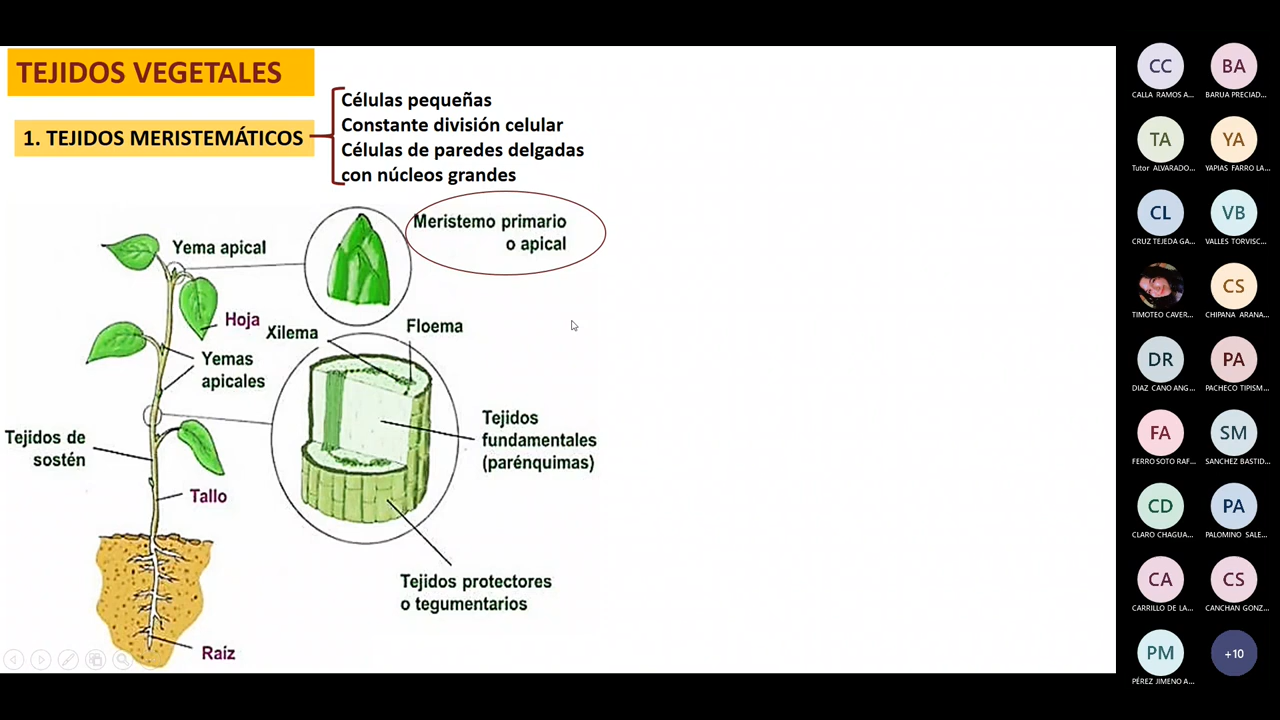 TEJIDOS VEGETALES
1. TEJIDOS MERISTEMÁTICOS
Células pequeñas
Constante división celular
Células de paredes delgadas
con núcleos grandes
Meristemo primario
o apical
Yema apical
Hoja
Xilema
Floema
Yemas
apicales
Tejidos
fundamentales
(parénquimas)
Tejidos de
sostén
Tallo
Tejidos protectores
o tegumentarios
Raíz
CC
BA
CALLA RAMOS A...
BARUA PRECIAD...
TA
YA
Tutor ALVARADO...
YAPIAS FARRO LA...
CL
VB
CRUZ TEJEDA GA...
VALLES TORVISC...
CS
TIMOTEO CAVER...
CHIPANA ARANA...
DR
PA
DIAZ CANO ANG...
PACHECO TIPISM...
FA
SM
FERRO SOTO RAF...
SANCHEZ BASTID...
CD
PA
CLARO CHAGUA...
PALOMINO SALE...
CA
CS
CARRILLO DE LA...
CANCHAN GONZ...
PM
+10
PÉREZ JIMENO A...